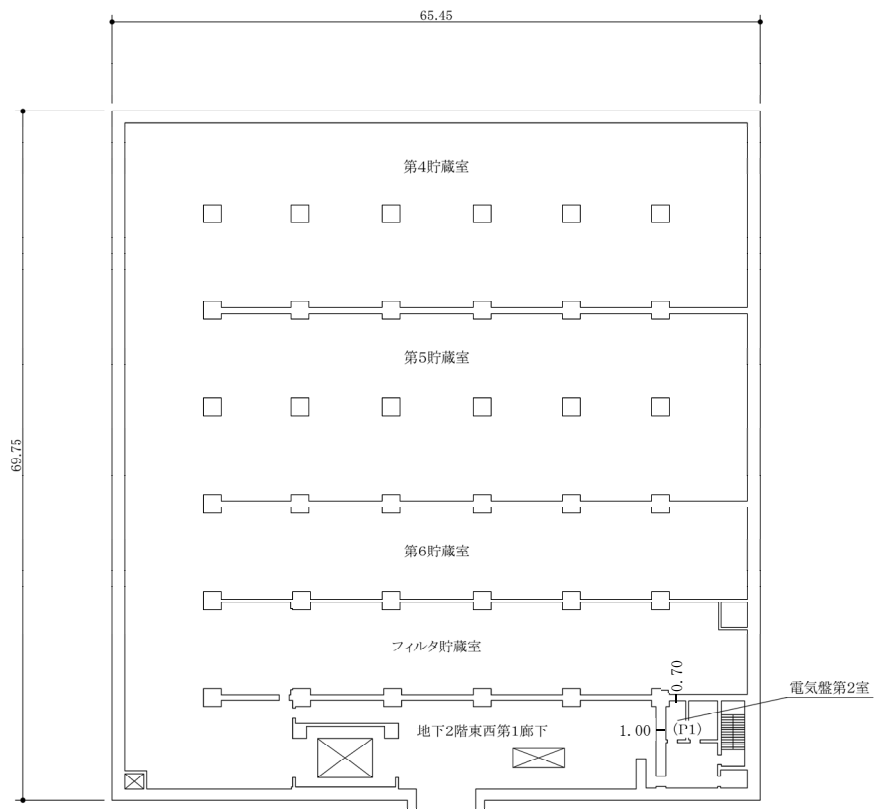 65.45
第4貯蔵室
第5貯蔵室
69.75
第6貯蔵室
フィルタ貯蔵室
0.70
電気盤第2室
地下2階東西第1廊下
1.00
(P1)